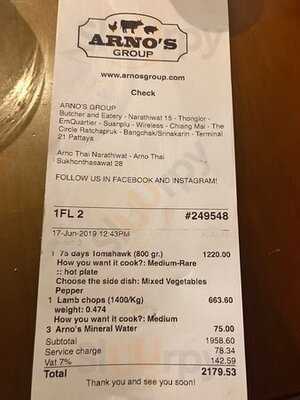 ARNO'S
GROUP
www.arnosgroup.com
Check
ARNO'S GROUP
Butcher and Eatery - Narathiwat 15 - Thonglor -
EmQuartier - Suanplu - Wireless - Chiang Mai - The
Circle Ratchapruk - Bangchak/Srinakarin - Terminal
21 Pattaya
Arno Thai Narathiwat - Arno Thai
Sukhonthasawat 28
FOLLOW US IN FACEBOOK AND INSTAGRAM!
1FL 2 #249548
17-Jun-2019 12:43PM
1 75 days Tomahawk (800 gr.) 1220.00
How you want it cook?: Medium-Rare
:: hot plate
Choose the side dish: Mixed Vegetables
Pepper
1 Lamb chops (1400/Kg) 663.60
weight: 0.474
How you want it cook?: Medium
3 Arno's Mineral Water 75.00
Subtotal 1958.60
Service charge 78.34
Vat 7% 142.59
Total 2179.53
Thank you and see you soon!